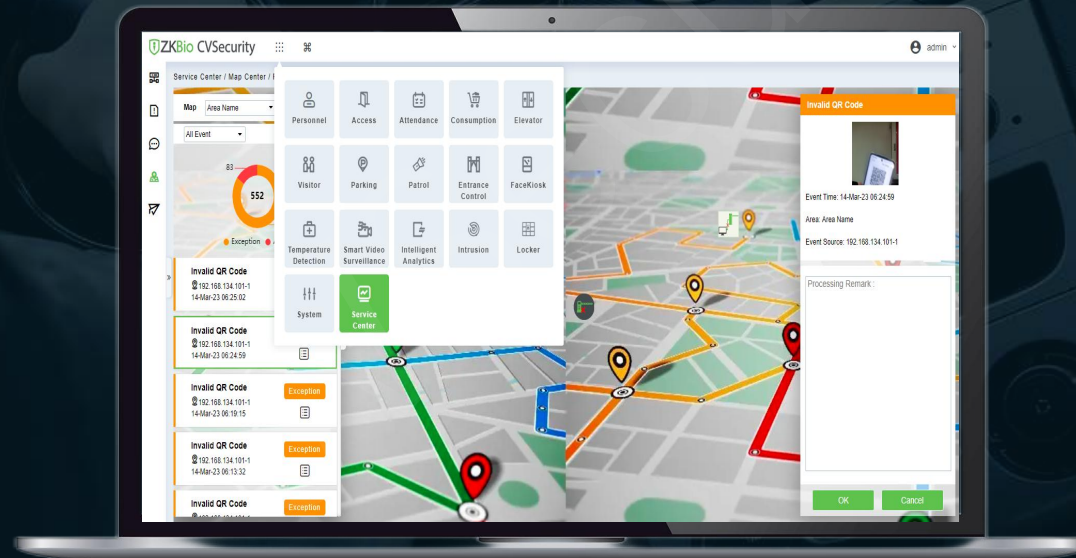 ZKBio CVSecurity
admin
Service Center / Map Center /
Map
Area Name
All Event
83
552
Exception
Invalid QR Code
192.168.134.101-1
14-Mar-23 06:25:02
Invalid QR Code
192.168.134.101-1
14-Mar-23 06:24:59
Invalid QR Code
Exception
192.168.134.101-1
14-Mar-23 06:19:15
Invalid QR Code
Exception
192.168.134.101-1
14-Mar-23 06:13:32
Invalid QR Code
Exception
Personnel
Access
Attendance
Consumption
Elevator
Visitor
Parking
Patrol
Entrance
Control
FaceKiosk
Temperature
Detection
Smart Video
Surveillance
Intelligent
Analytics
Intrusion
Locker
System
Service
Center
Invalid QR Code
Event Time: 14-Mar-23 06:24:59
Area: Area Name
Event Source: 192.168.134.101-1
Processing Remark :
OK
Cancel